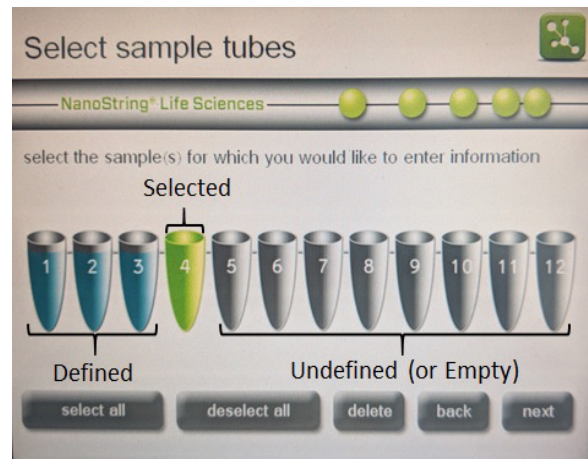 Select sample tubes
NanoString® Life Sciences
select the sample(s) for which you would like to enter information
Selected
1 2 3 4 5 6 7 8 9 10 11 12
Defined
Undefined (or Empty)
select all
deselect all
delete
back
next